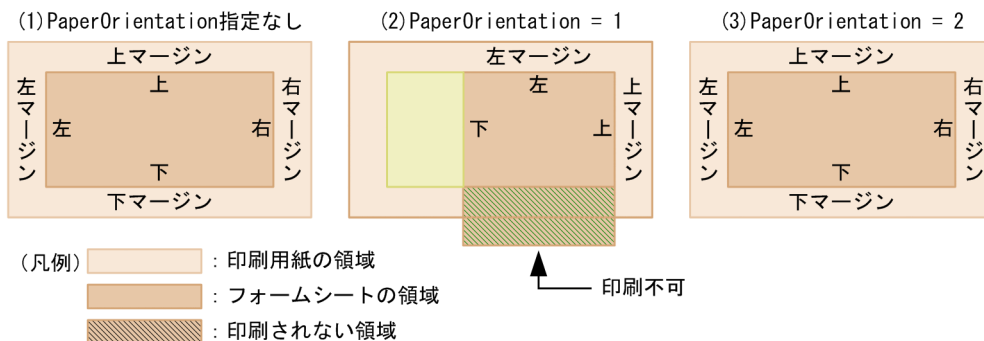 (1)PaperOrientation指定なし
上マージン
左マージン
上
左
右
下
右マージン
下マージン
(2)PaperOrientation = 1
左マージン
左
下
上
上マージン
印刷不可
(3)PaperOrientation = 2
上マージン
左マージン
上
左
右
下
右マージン
下マージン
(凡例)
：印刷用紙の領域
：フォームシートの領域
：印刷されない領域